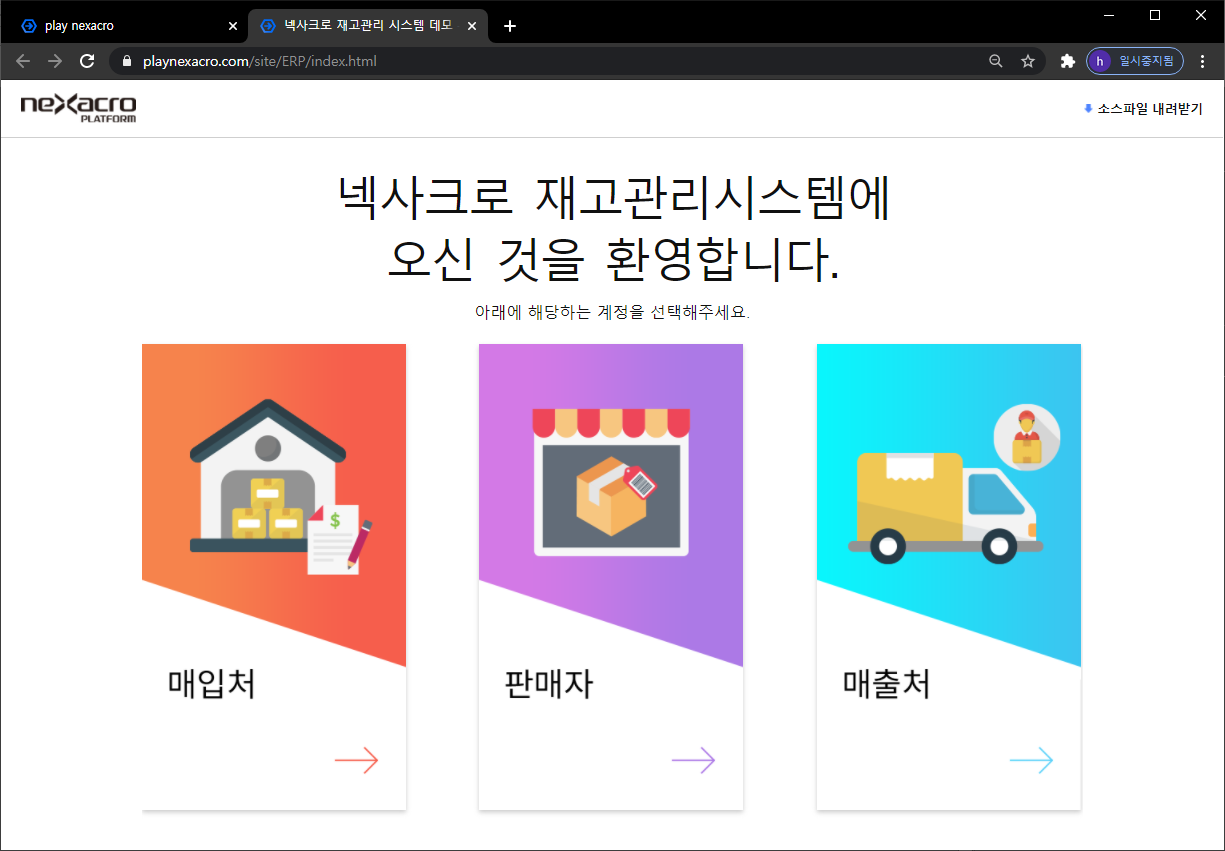 play nexacro
넥사크로 재고관리 시스템 데모
playnexacro.com/site/ERP/index.html
h 일시중지됨
nexacro
PLATFORM
소스파일 내려받기
넥사크로 재고관리시스템에
오신 것을 환영합니다.
아래에 해당하는 계정을 선택해주세요.
$
매입처
판매자
매출처